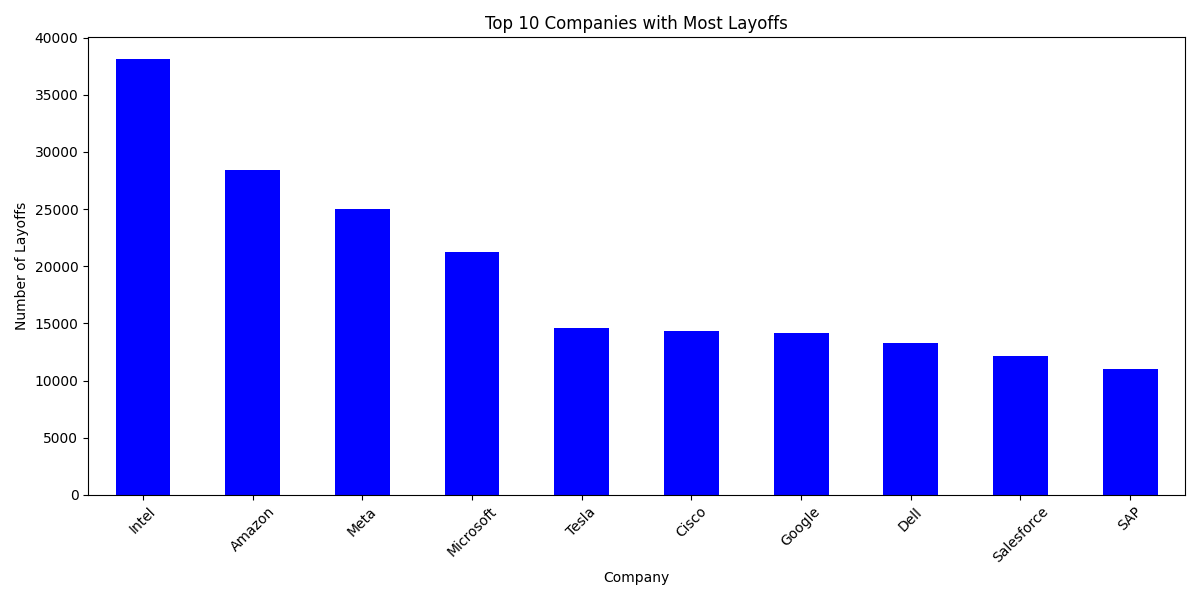 Top 10 Companies with Most Layoffs
Number of Layoffs
40000
35000
30000
25000
20000
15000
10000
5000
0
Intel
Amazon
Meta
Microsoft
Tesla
Cisco
Google
Dell
Salesforce
SAP
Company